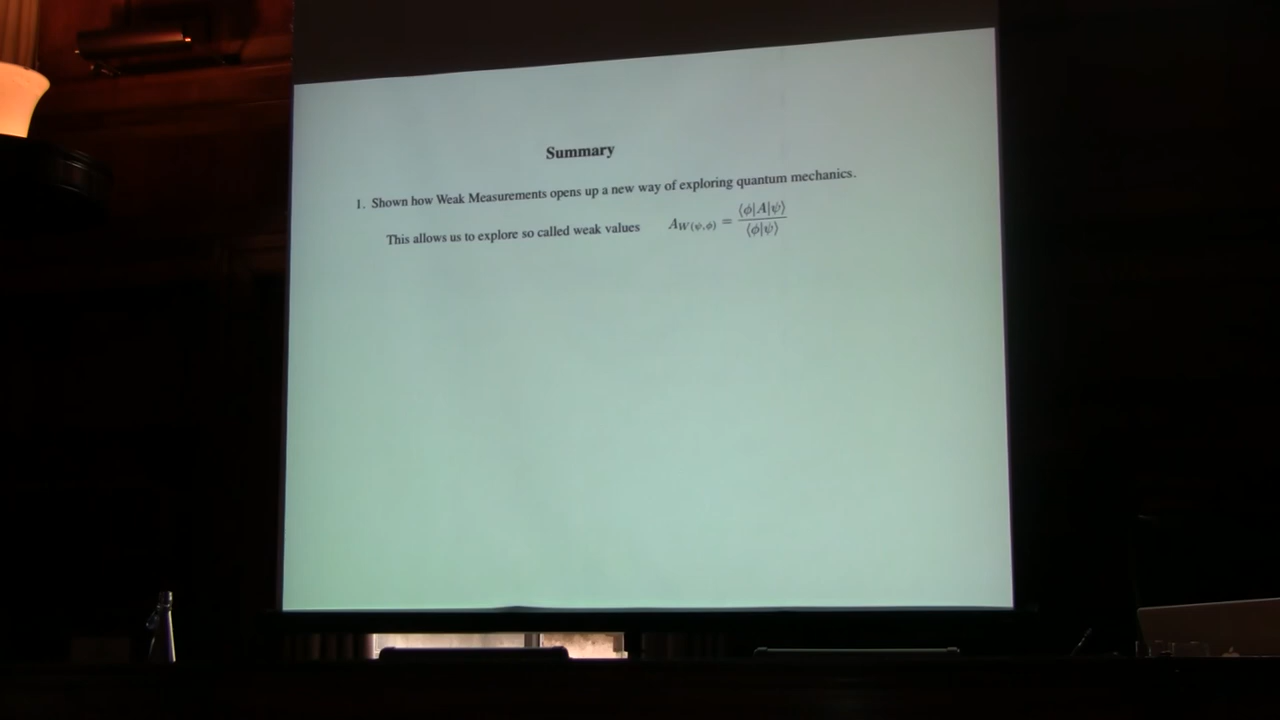 Summary
1. Shown how Weak Measurements opens up a new way of exploring quantum mechanics.
This allows us to explore so called weak values A_{W(ψ,ϕ)} = ⟨ϕ|A|ψ⟩ / ⟨ϕ|ψ⟩